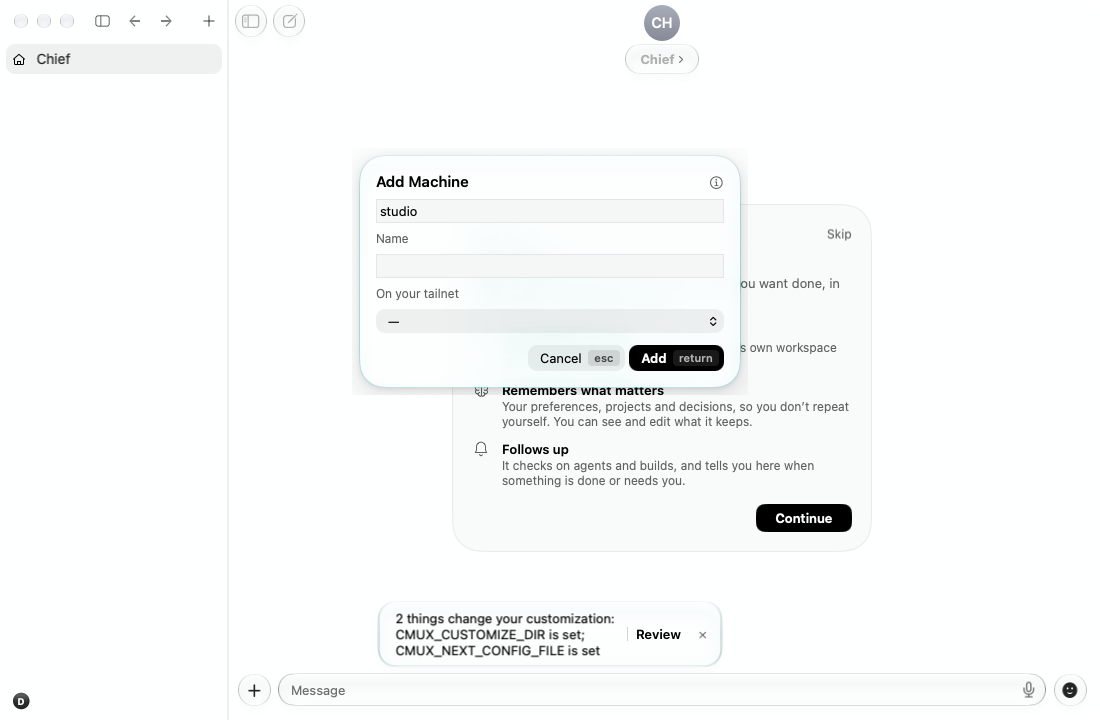 Chief
CH
Chief
Add Machine
studio
Name
On your tailnet
—
Cancel esc
Add return
Skip
ou want done, in
s own workspace
Remembers what matters
Your preferences, projects and decisions, so you don't repeat
yourself. You can see and edit what it keeps.
Follows up
It checks on agents and builds, and tells you here when
something is done or needs you.
Continue
2 things change your customization:
CMUX_CUSTOMIZE_DIR is set;
CMUX_NEXT_CONFIG_FILE is set
Review
Message
D